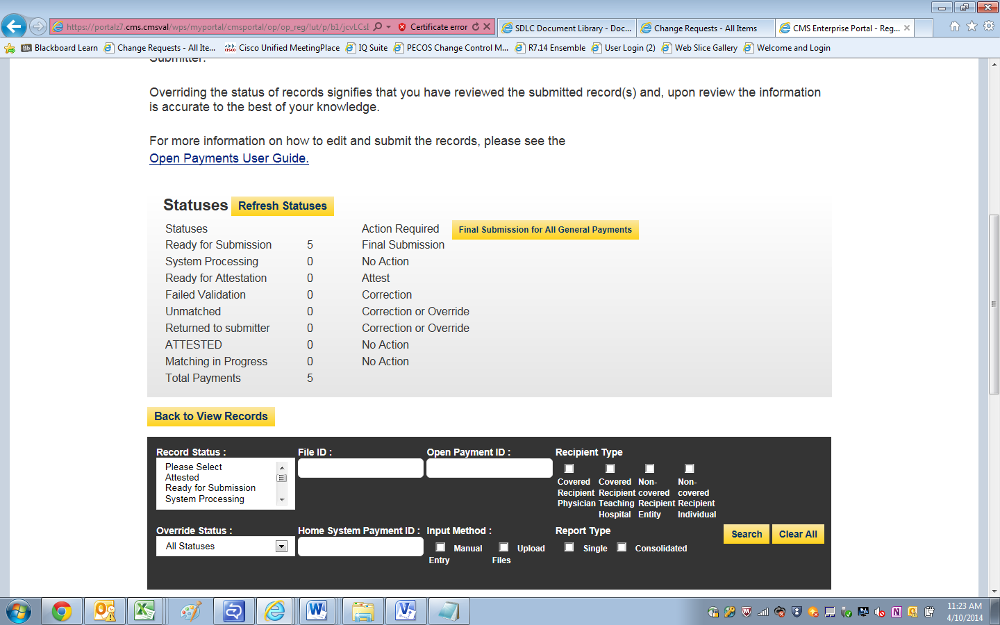 https://portalz7.cms.cmsval/wps/myportal/cmsportal/op/op_reg/!ut/p/b1/jcvLCsI
Certificate error
SDLC Document Library - Doc...
Change Requests - All Items
CMS Enterprise Portal - Reg...
Bb Blackboard Learn
Change Requests - All Ite...
cisco Cisco Unified MeetingPlace
IQ Suite
PECOS Change Control M...
R7.14 Ensemble
User Login (2)
Web Slice Gallery
Welcome and Login
Submitter.
Overriding the status of records signifies that you have reviewed the submitted record(s) and, upon review the information
is accurate to the best of your knowledge.
For more information on how to edit and submit the records, please see the
Open Payments User Guide.
Statuses Refresh Statuses
Statuses Action Required Final Submission for All General Payments
Ready for Submission 5 Final Submission
System Processing 0 No Action
Ready for Attestation 0 Attest
Failed Validation 0 Correction
Unmatched 0 Correction or Override
Returned to submitter 0 Correction or Override
ATTESTED 0 No Action
Matching in Progress 0 No Action
Total Payments 5
Back to View Records
Record Status :
Please Select
Attested
Ready for Submission
System Processing
File ID :
Open Payment ID :
Recipient Type
Covered Recipient Physician
Covered Recipient Teaching Hospital
Non-covered Recipient Entity
Non-covered Recipient Individual
Override Status :
All Statuses
Home System Payment ID :
Input Method :
Manual Entry
Upload Files
Report Type
Single
Consolidated
Search
Clear All
11:23 AM
4/10/2014